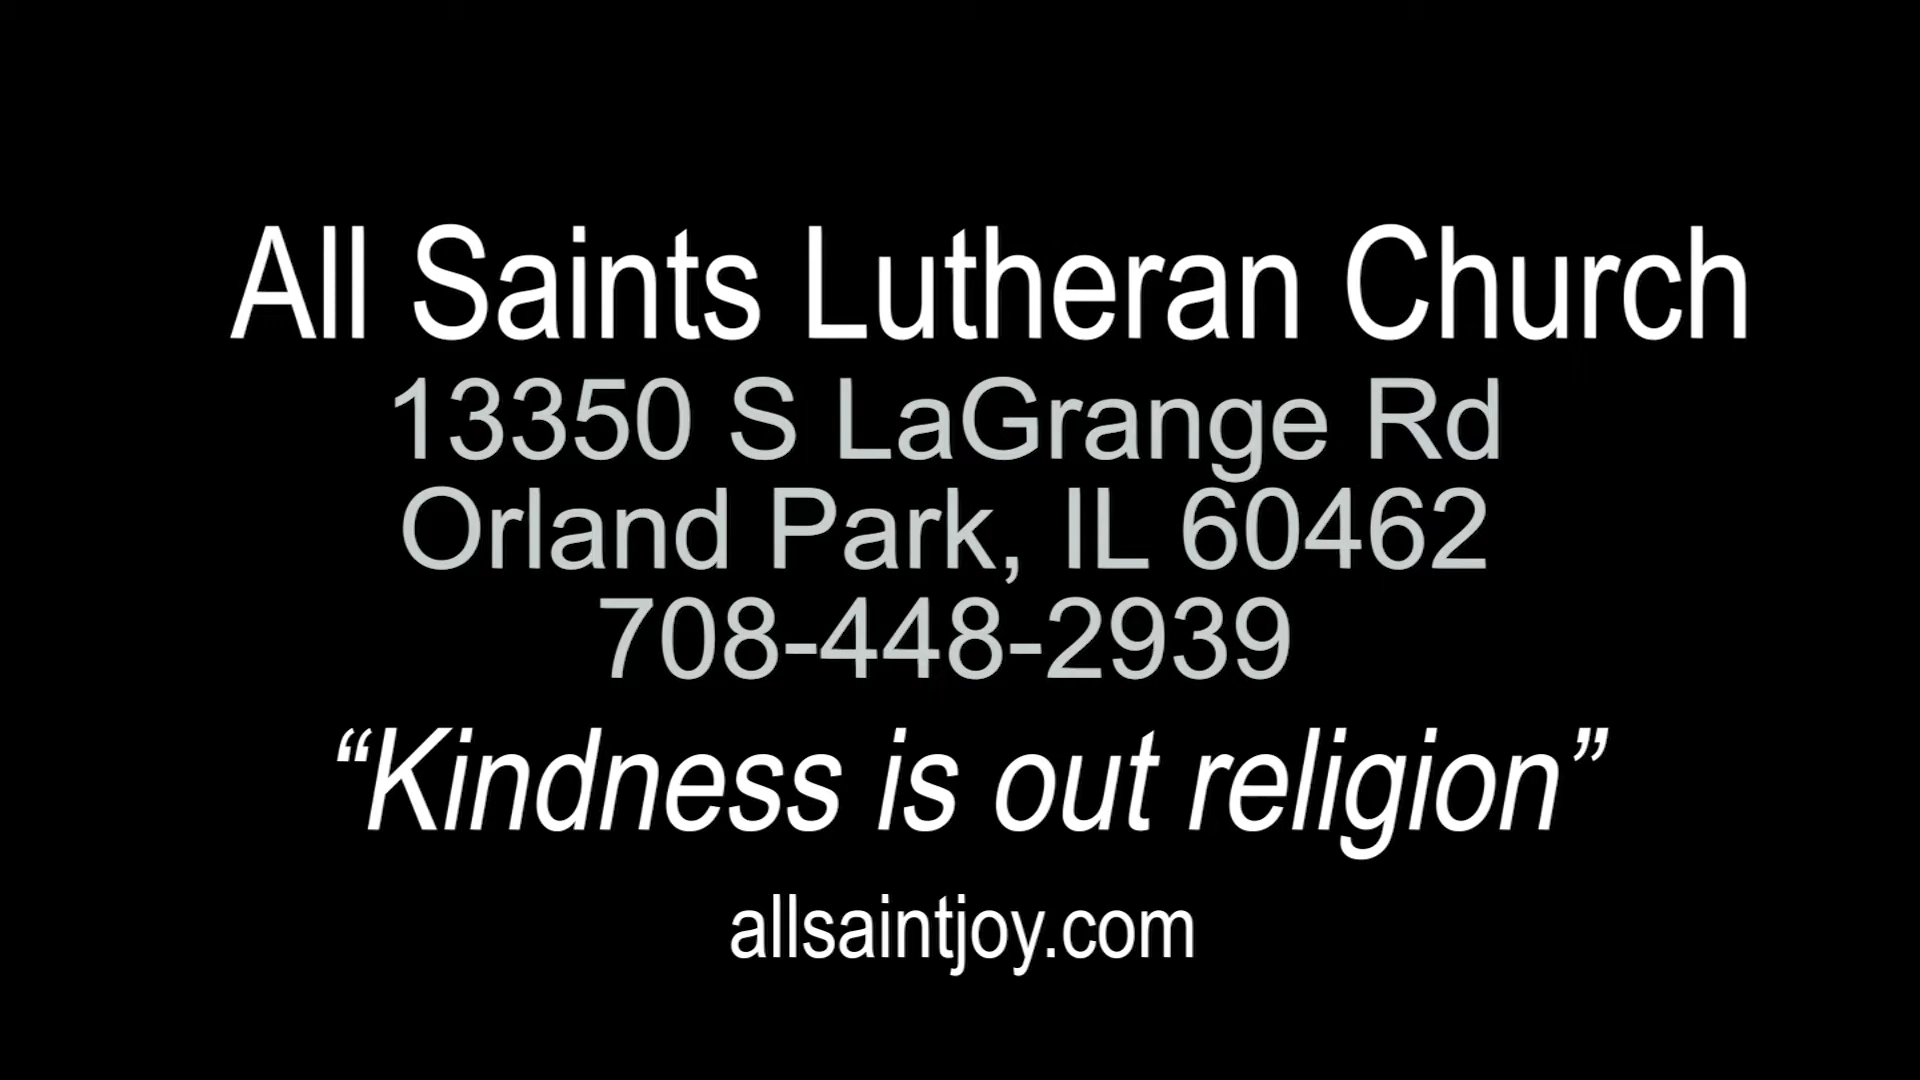 All Saints Lutheran Church
13350 S LaGrange Rd
Orland Park, IL 60462
708-448-2939
“Kindness is out religion”
allsaintjoy.com